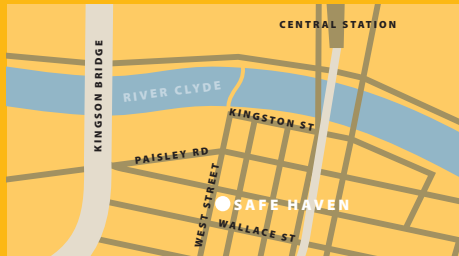 CENTRAL STATION
KINGSON BRIDGE
RIVER CLYDE
KINGSTON ST
PAISLEY RD
WEST STREET
SAFE HAVEN
WALLACE ST